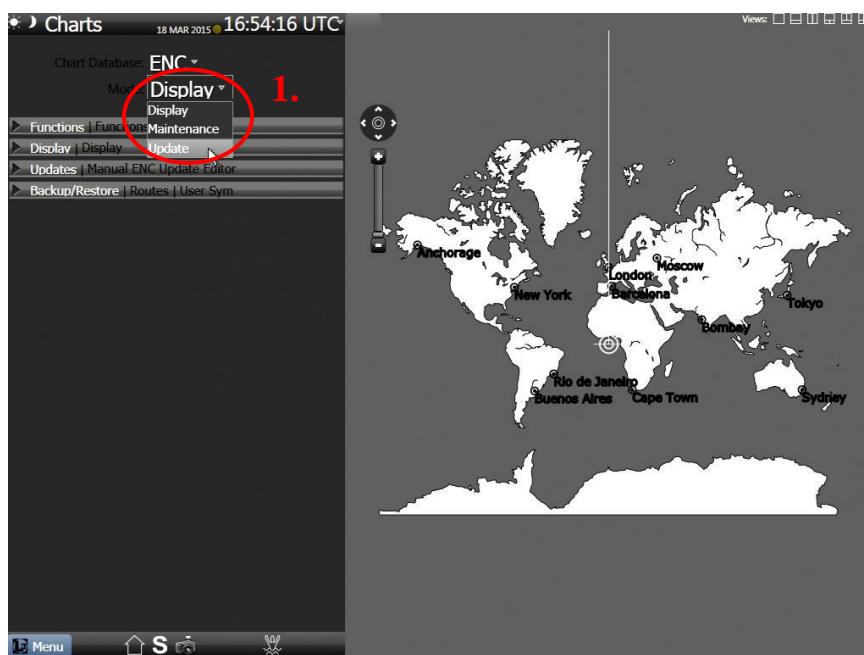 Charts 18 MAR 2015 16:54:16 UTC
Views:
Chart Database: ENC
Mode: Display
1.
Display
Functions | Functions
Maintenance
Display | Display
Update
Updates | Manual ENC Update Editor
Backup/Restore | Routes | User Sym
Anchorage
Moscow
London
New York
Barcelona
Tokyo
Bombay
Rio de Janeiro
Buenos Aires
Cape Town
Sydney
Menu
S